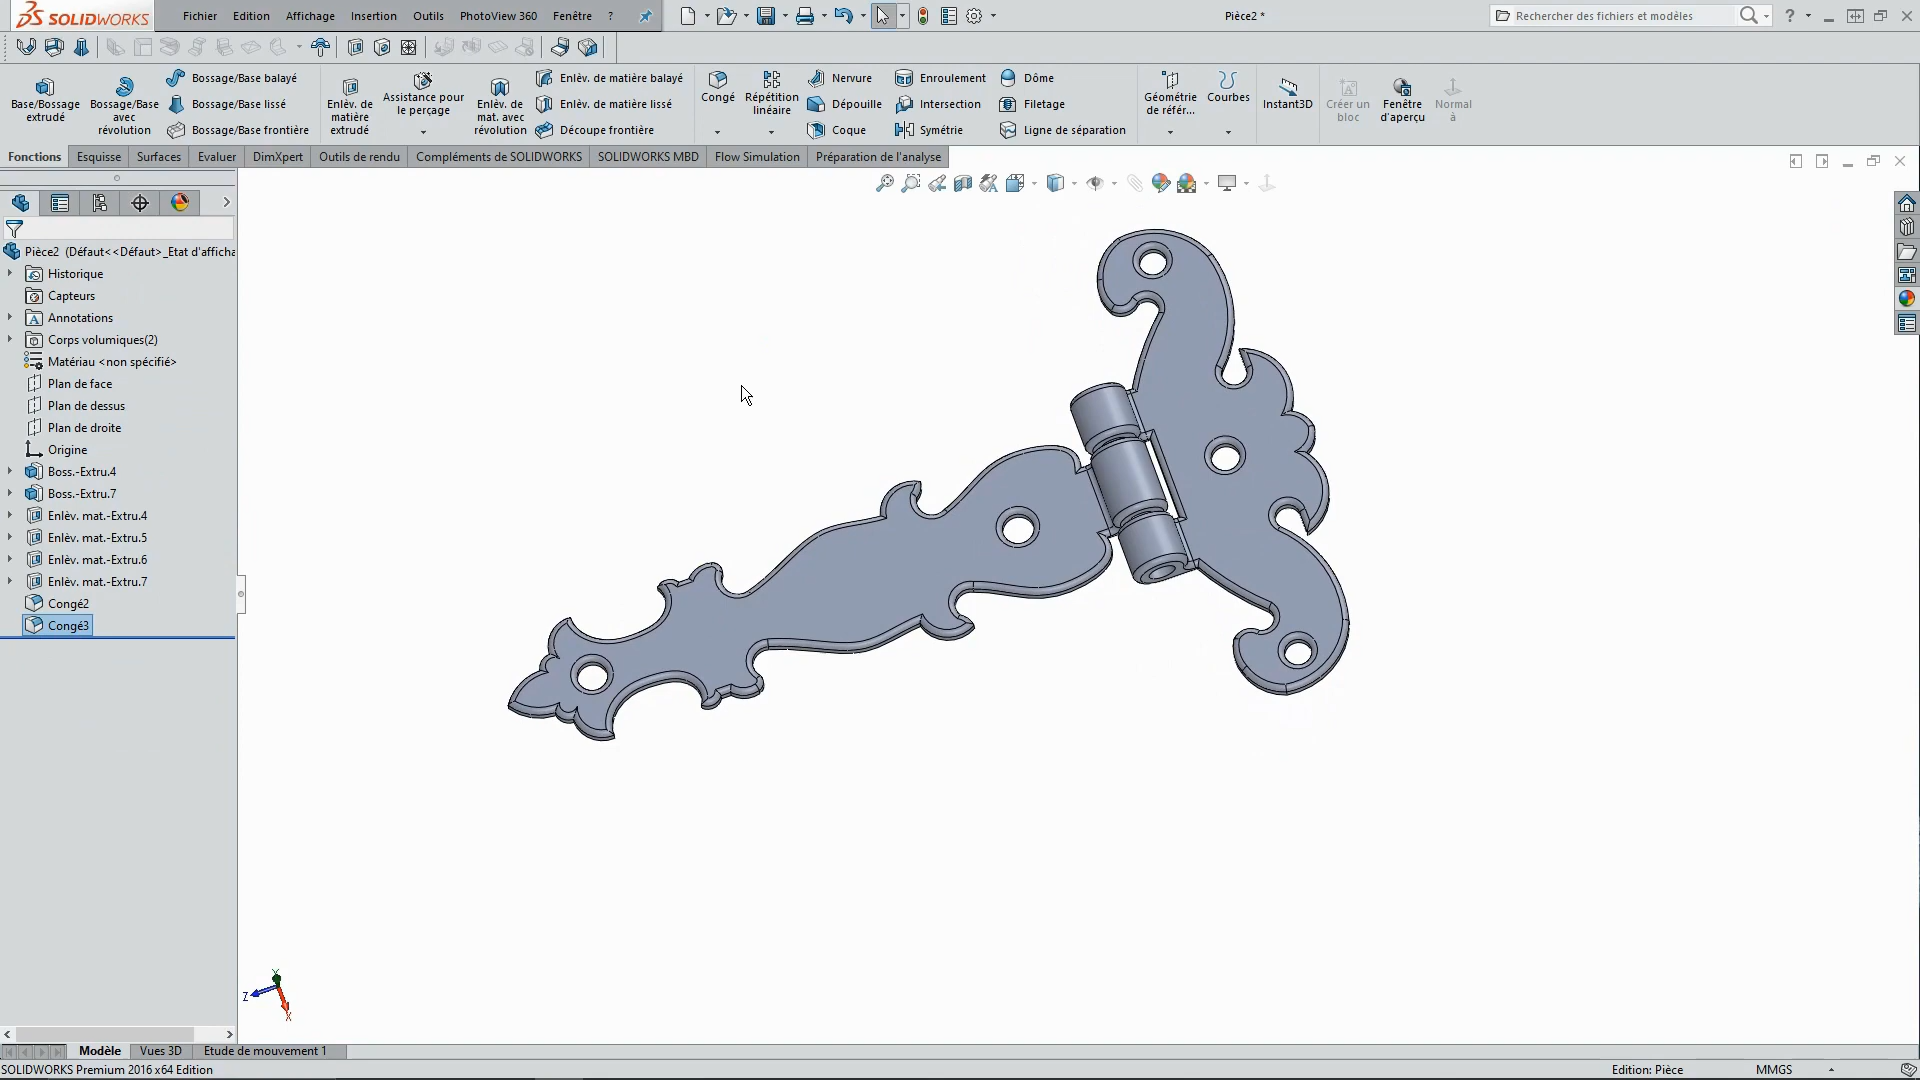 SOLIDWORKS
Fichier Edition Affichage Insertion Outils PhotoView 360 Fenêtre ?
Pièce2 *
Rechercher des fichiers et modèles
Base/Bossage extrudé
Bossage/Base avec révolution
Bossage/Base balayé
Bossage/Base lissé
Bossage/Base frontière
Enlèv. de matière extrudé
Assistance pour le perçage
Enlèv. de mat. avec révolution
Enlèv. de matière balayé
Enlèv. de matière lissé
Découpe frontière
Congé
Répétition linéaire
Nervure
Dépouille
Coque
Enroulement
Intersection
Symétrie
Dôme
Filetage
Ligne de séparation
Géométrie de référ...
Courbes
Instant3D
Créer un bloc
Fenêtre d'aperçu
Normal à
Fonctions Esquisse Surfaces Evaluer DimXpert Outils de rendu Compléments de SOLIDWORKS SOLIDWORKS MBD Flow Simulation Préparation de l'analyse
Pièce2 (Défaut<<Défaut>_Etat d'afficha
Historique
Capteurs
Annotations
Corps volumiques(2)
Matériau <non spécifié>
Plan de face
Plan de dessus
Plan de droite
Origine
Boss.-Extru.4
Boss.-Extru.7
Enlèv. mat.-Extru.4
Enlèv. mat.-Extru.5
Enlèv. mat.-Extru.6
Enlèv. mat.-Extru.7
Congé2
Congé3
Y
Z
X
Modèle Vues 3D Etude de mouvement 1
SOLIDWORKS Premium 2016 x64 Edition
Edition: Pièce
MMGS